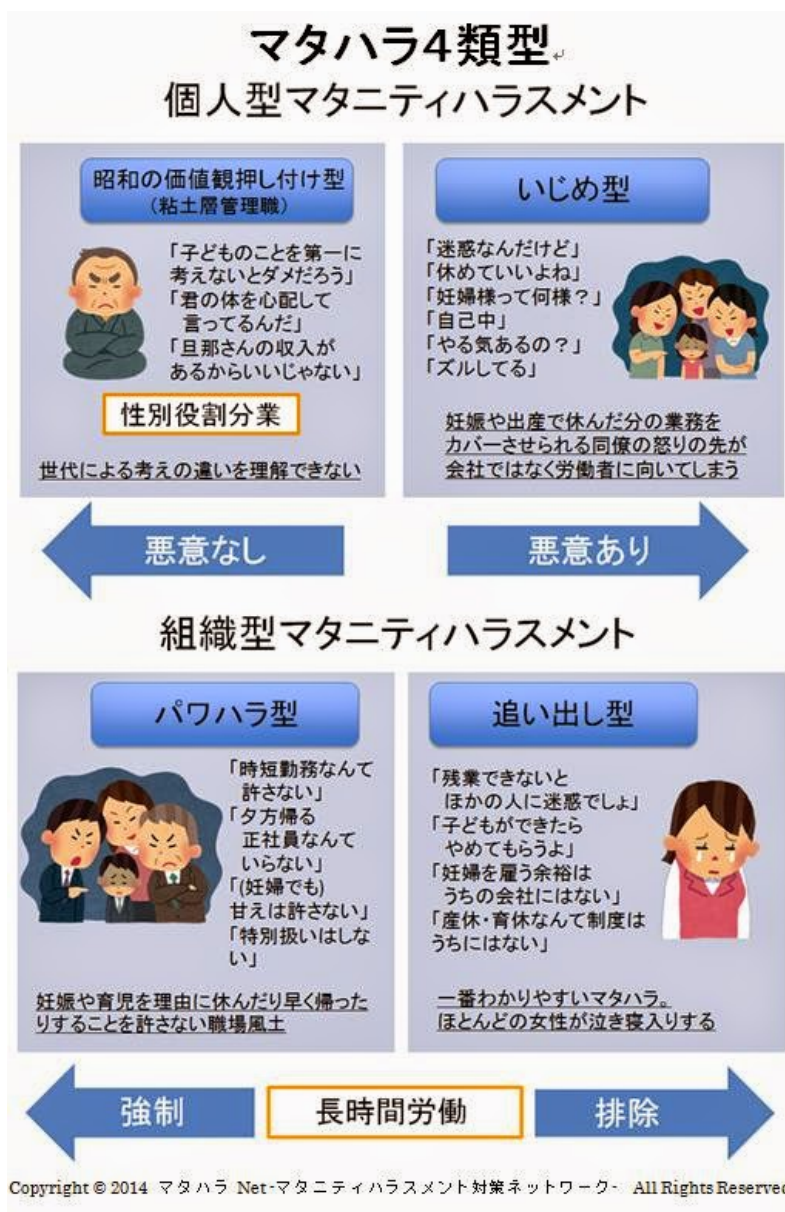 マタハラ4類型
個人型マタニティハラスメント
昭和の価値観押し付け型
（粘土層管理職）
「子どものことを第一に
考えないとダメだろう」
「君の体を心配して
言ってるんだ」
「旦那さんの収入が
あるからいいじゃない」
性別役割分業
世代による考えの違いを理解できない
いじめ型
「迷惑なんだけど」
「休めていいよね」
「妊婦様って何様？」
「自己中」
「やる気あるの？」
「ズルしてる」
妊娠や出産で休んだ分の業務を
カバーさせられる同僚の怒りの先が
会社ではなく労働者に向いてしまう
悪意なし
悪意あり
組織型マタニティハラスメント
パワハラ型
「時短勤務なんて
許さない」
「夕方帰る
正社員なんて
いらない」
「(妊婦でも)
甘えは許さない」
「特別扱いはしな
い」
妊娠や育児を理由に休んだり早く帰った
りすることを許さない職場風土
追い出し型
「残業できないと
ほかの人に迷惑でしょ」
「子どもができたら
やめてもらうよ」
「妊婦を雇う余裕は
うちの会社にはない」
「産休・育休なんて制度は
うちにはない」
一番わかりやすいマタハラ。
ほとんどの女性が泣き寝入りする
強制
長時間労働
排除
Copyright © 2014 マタハラ Net-マタニティハラスメント対策ネットワーク- All Rights Reserved